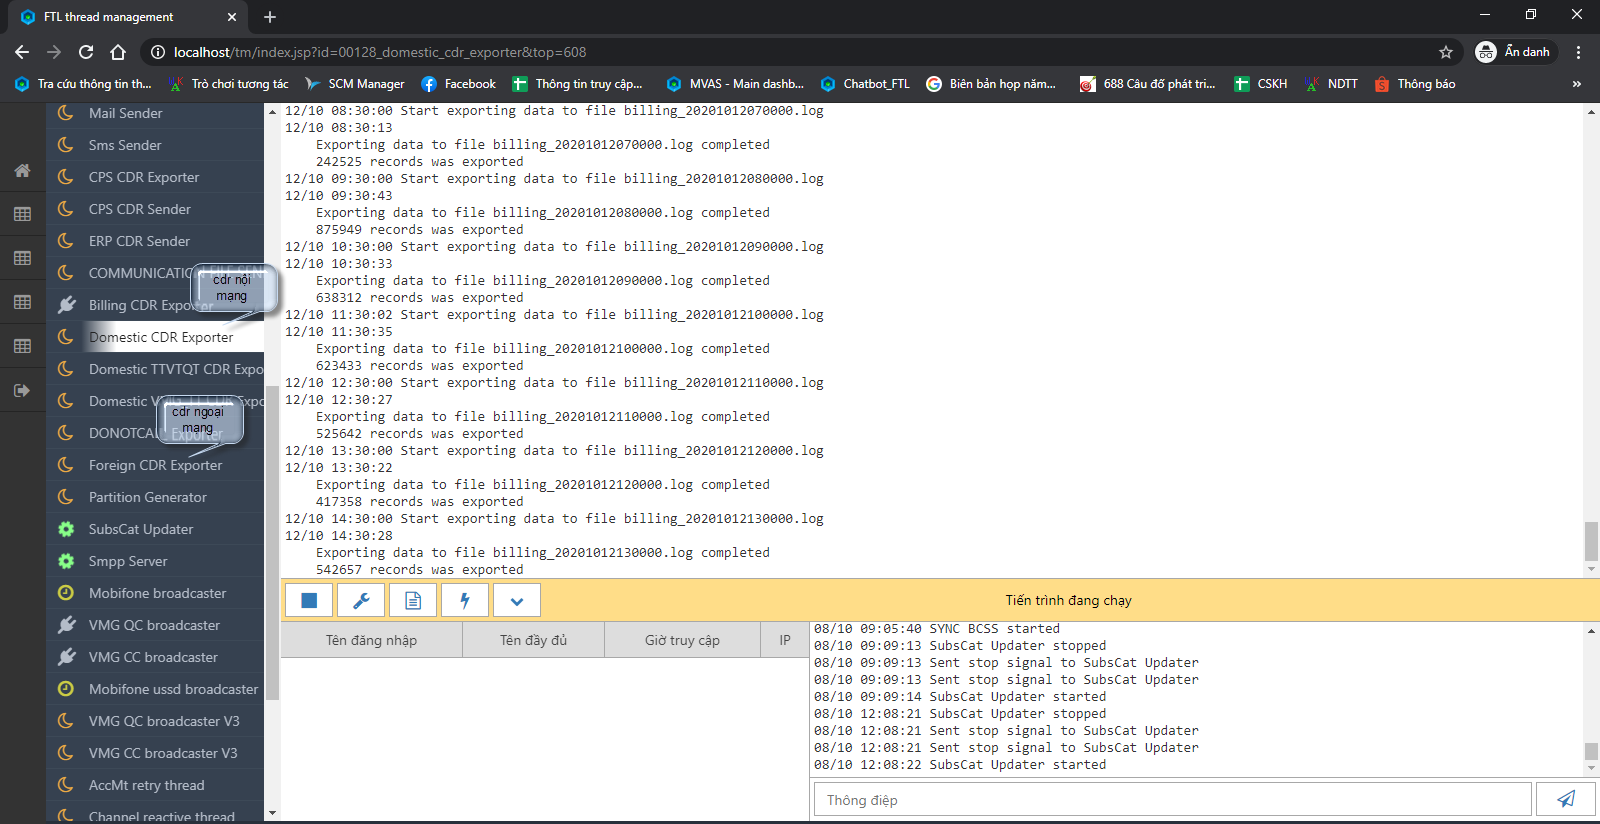 FTL thread management
localhost/tm/index.jsp?id=00128_domestic_cdr_exporter&top=608
Ẩn danh
Tra cứu thông tin th...
Trò chơi tương tác
SCM Manager
Facebook
Thông tin truy cập...
MVAS - Main dashb...
Chatbot_FTL
Biên bản họp năm...
688 Câu đố phát tri...
CSKH
NDTT
Thông báo
»
Mail Sender
Sms Sender
CPS CDR Exporter
CPS CDR Sender
ERP CDR Sender
COMMUNICATION FILE SEN
cdr nội
mạng
Billing CDR Exporter
Domestic CDR Exporter
Domestic TTVTQT CDR Expo
Domestic VMG CDR Expo
cdr ngoại
mạng
DONOTCALL Exporter
Foreign CDR Exporter
Partition Generator
SubsCat Updater
Smpp Server
Mobifone broadcaster
VMG QC broadcaster
VMG CC broadcaster
Mobifone ussd broadcaster
VMG QC broadcaster V3
VMG CC broadcaster V3
AccMt retry thread
Channel reactive thread
12/10 08:30:00 Start exporting data to file billing_20201012070000.log
12/10 08:30:13
Exporting data to file billing_20201012070000.log completed
242525 records was exported
12/10 09:30:00 Start exporting data to file billing_20201012080000.log
12/10 09:30:43
Exporting data to file billing_20201012080000.log completed
875949 records was exported
12/10 10:30:00 Start exporting data to file billing_20201012090000.log
12/10 10:30:33
Exporting data to file billing_20201012090000.log completed
638312 records was exported
12/10 11:30:02 Start exporting data to file billing_20201012100000.log
12/10 11:30:35
Exporting data to file billing_20201012100000.log completed
623433 records was exported
12/10 12:30:00 Start exporting data to file billing_20201012110000.log
12/10 12:30:27
Exporting data to file billing_20201012110000.log completed
525642 records was exported
12/10 13:30:00 Start exporting data to file billing_20201012120000.log
12/10 13:30:22
Exporting data to file billing_20201012120000.log completed
417358 records was exported
12/10 14:30:00 Start exporting data to file billing_20201012130000.log
12/10 14:30:28
Exporting data to file billing_20201012130000.log completed
542657 records was exported
Tiến trình đang chạy
Tên đăng nhập
Tên đầy đủ
Giờ truy cập
IP
08/10 09:05:40 SYNC BCSS started
08/10 09:09:13 SubsCat Updater stopped
08/10 09:09:13 Sent stop signal to SubsCat Updater
08/10 09:09:13 Sent stop signal to SubsCat Updater
08/10 09:09:14 SubsCat Updater started
08/10 12:08:21 SubsCat Updater stopped
08/10 12:08:21 Sent stop signal to SubsCat Updater
08/10 12:08:21 Sent stop signal to SubsCat Updater
08/10 12:08:22 SubsCat Updater started
Thông điệp